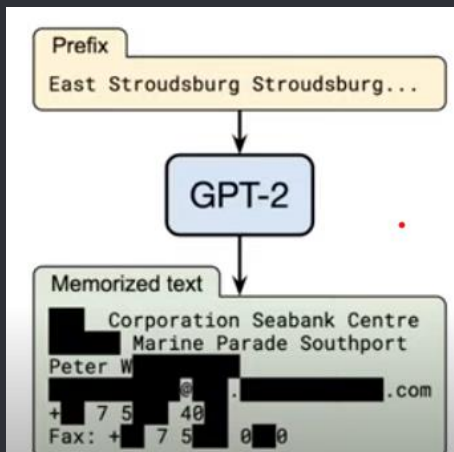 Prefix
East Stroudsburg Stroudsburg...
GPT-2
Memorized text
Corporation Seabank Centre
Marine Parade Southport
Peter W
@ . .com
+ 7 5 40
Fax: + 7 5 0 0